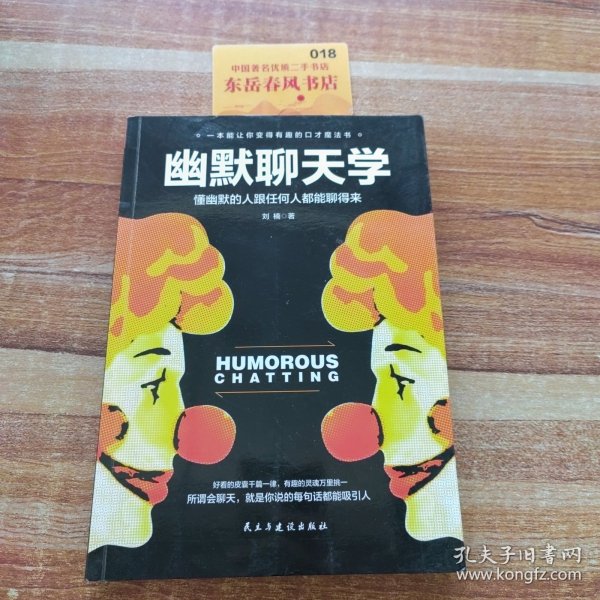 018
中国著名优质二手书店
东岳春风书店
一本能让你变得有趣的口才魔法书
幽默聊天学
懂幽默的人跟任何人都能聊得来
刘楠◎著
HUMOROUS
CHATTING
好看的皮囊千篇一律，有趣的灵魂万里挑一
所谓会聊天，就是你说的每句话都能吸引人
民主与建设出版社
孔夫子旧书网
www.kongfz.com